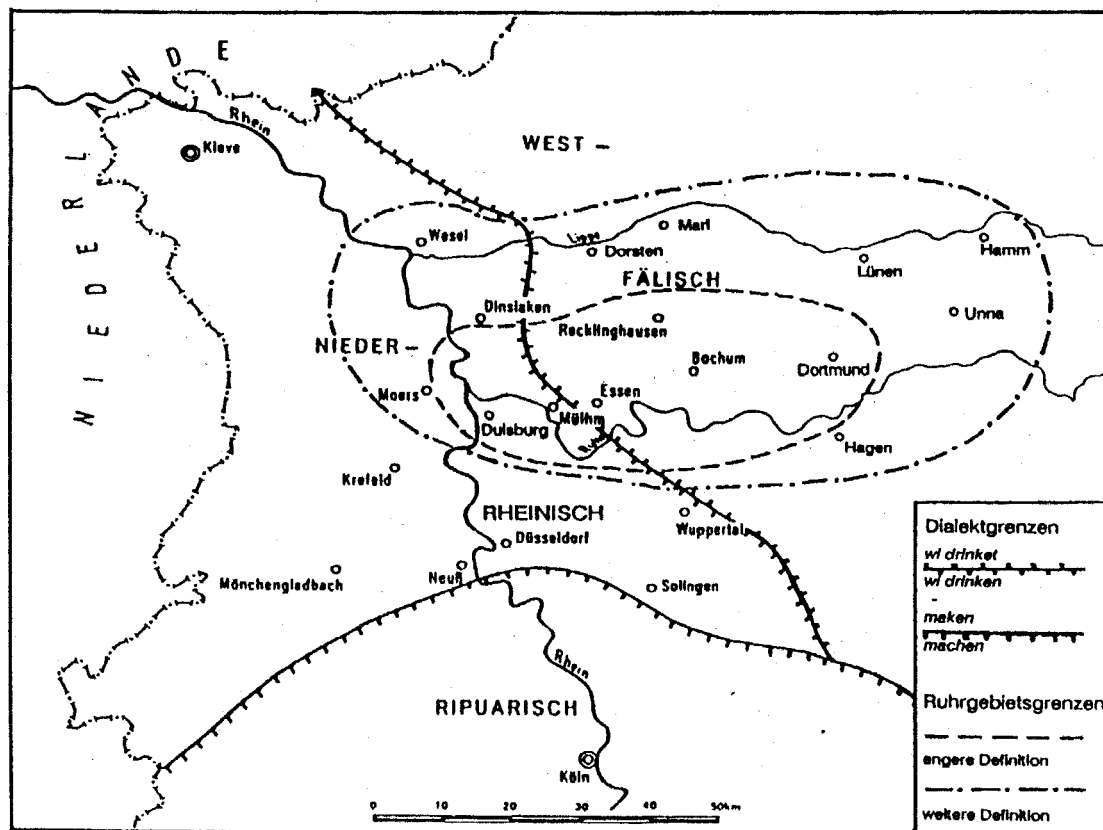 NIEDERLANDE
Rhein
Kleve
WEST –
Wesel
Lippe
Marl
Dorsten
Hamm
Lünen
FÄLISCH
Dinslaken
Recklinghausen
Unna
NIEDER –
Bochum
Dortmund
Moers
Essen
Mülhm
Duisburg
Ruhr
Hagen
Krefeld
RHEINISCH
Wuppertal
Düsseldorf
Mönchengladbach
Neuß
Solingen
Rhein
RIPUARISCH
Köln
0 10 20 30 40 50km
Dialektgrenzen
wi drinket
wi drinken
maken
machen
Ruhrgebietsgrenzen
engere Definition
weitere Definition